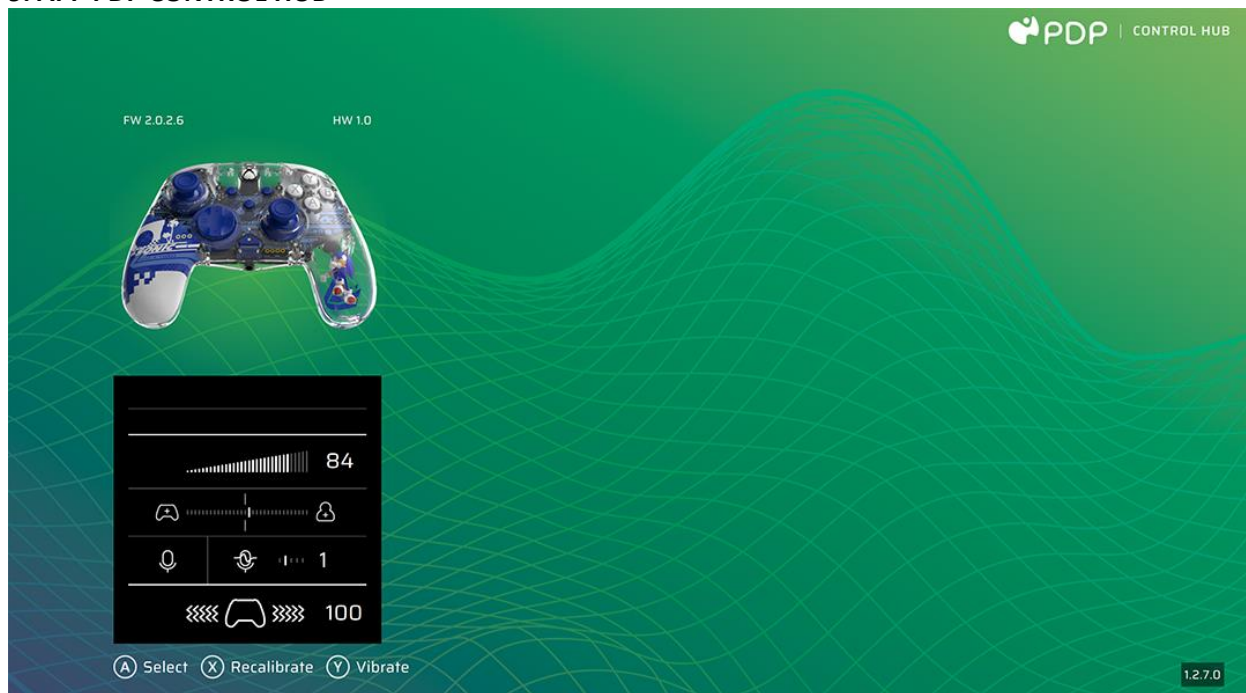 PDP | CONTROL HUB
FW 2.0.2.6 HW 1.0
84
1
100
A Select X Recalibrate Y Vibrate
1.2.7.0